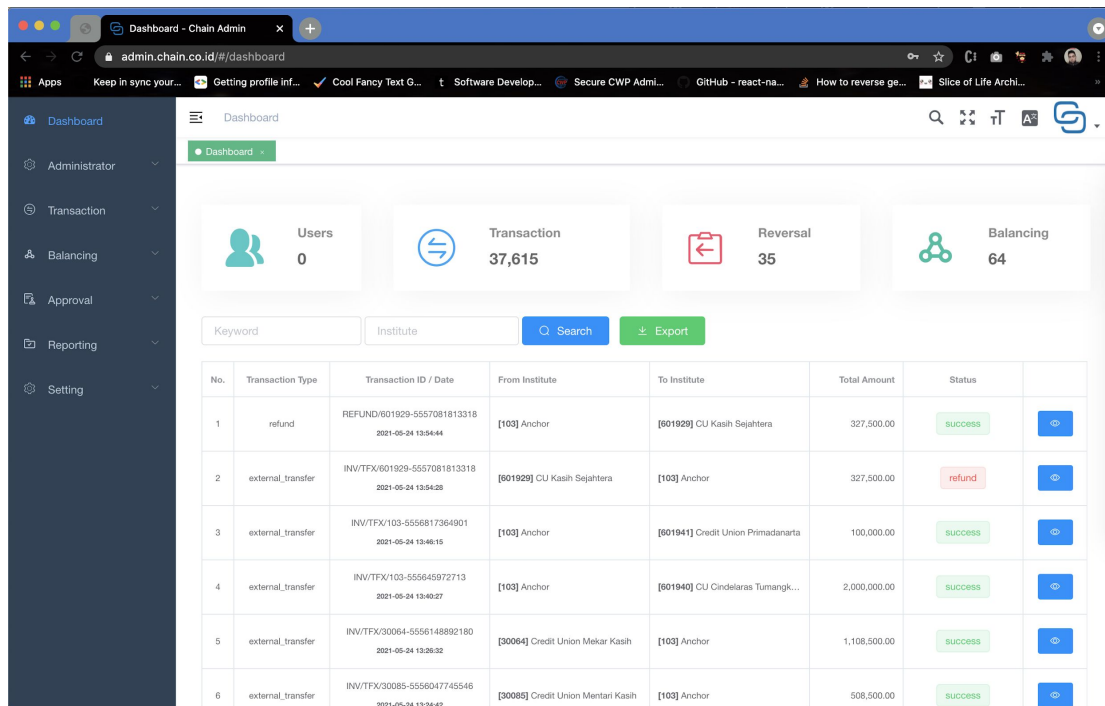 Dashboard - Chain Admin
admin.chain.co.id/#/dashboard
Apps Keep in sync your... Getting profile inf... Cool Fancy Text G... Software Develop... Secure CWP Admi... GitHub - react-na... How to reverse ge... Slice of Life Archi...
Dashboard
Administrator
Transaction
Balancing
Approval
Reporting
Setting
Dashboard
Dashboard
Users
0
Transaction
37,615
Reversal
35
Balancing
64
Keyword Institute Search Export
No. Transaction Type Transaction ID / Date From Institute To Institute Total Amount Status
1 refund REFUND/601929-5557081813318 [103] Anchor [601929] CU Kasih Sejahtera 327,500.00 success
2021-05-24 13:54:44
2 external_transfer INV/TFX/601929-5557081813318 [601929] CU Kasih Sejahtera [103] Anchor 327,500.00 refund
2021-05-24 13:54:28
3 external_transfer INV/TFX/103-5556817364901 [103] Anchor [601941] Credit Union Primadanarta 100,000.00 success
2021-05-24 13:46:15
4 external_transfer INV/TFX/103-555645972713 [103] Anchor [601940] CU Cindelaras Tumangk... 2,000,000.00 success
2021-05-24 13:40:27
5 external_transfer INV/TFX/30064-5556148892180 [30064] Credit Union Mekar Kasih [103] Anchor 1,108,500.00 success
2021-05-24 13:26:32
6 external_transfer INV/TFX/30085-5556047745546 [30085] Credit Union Mentari Kasih [103] Anchor 508,500.00 success
2021-05-24 13:24:42